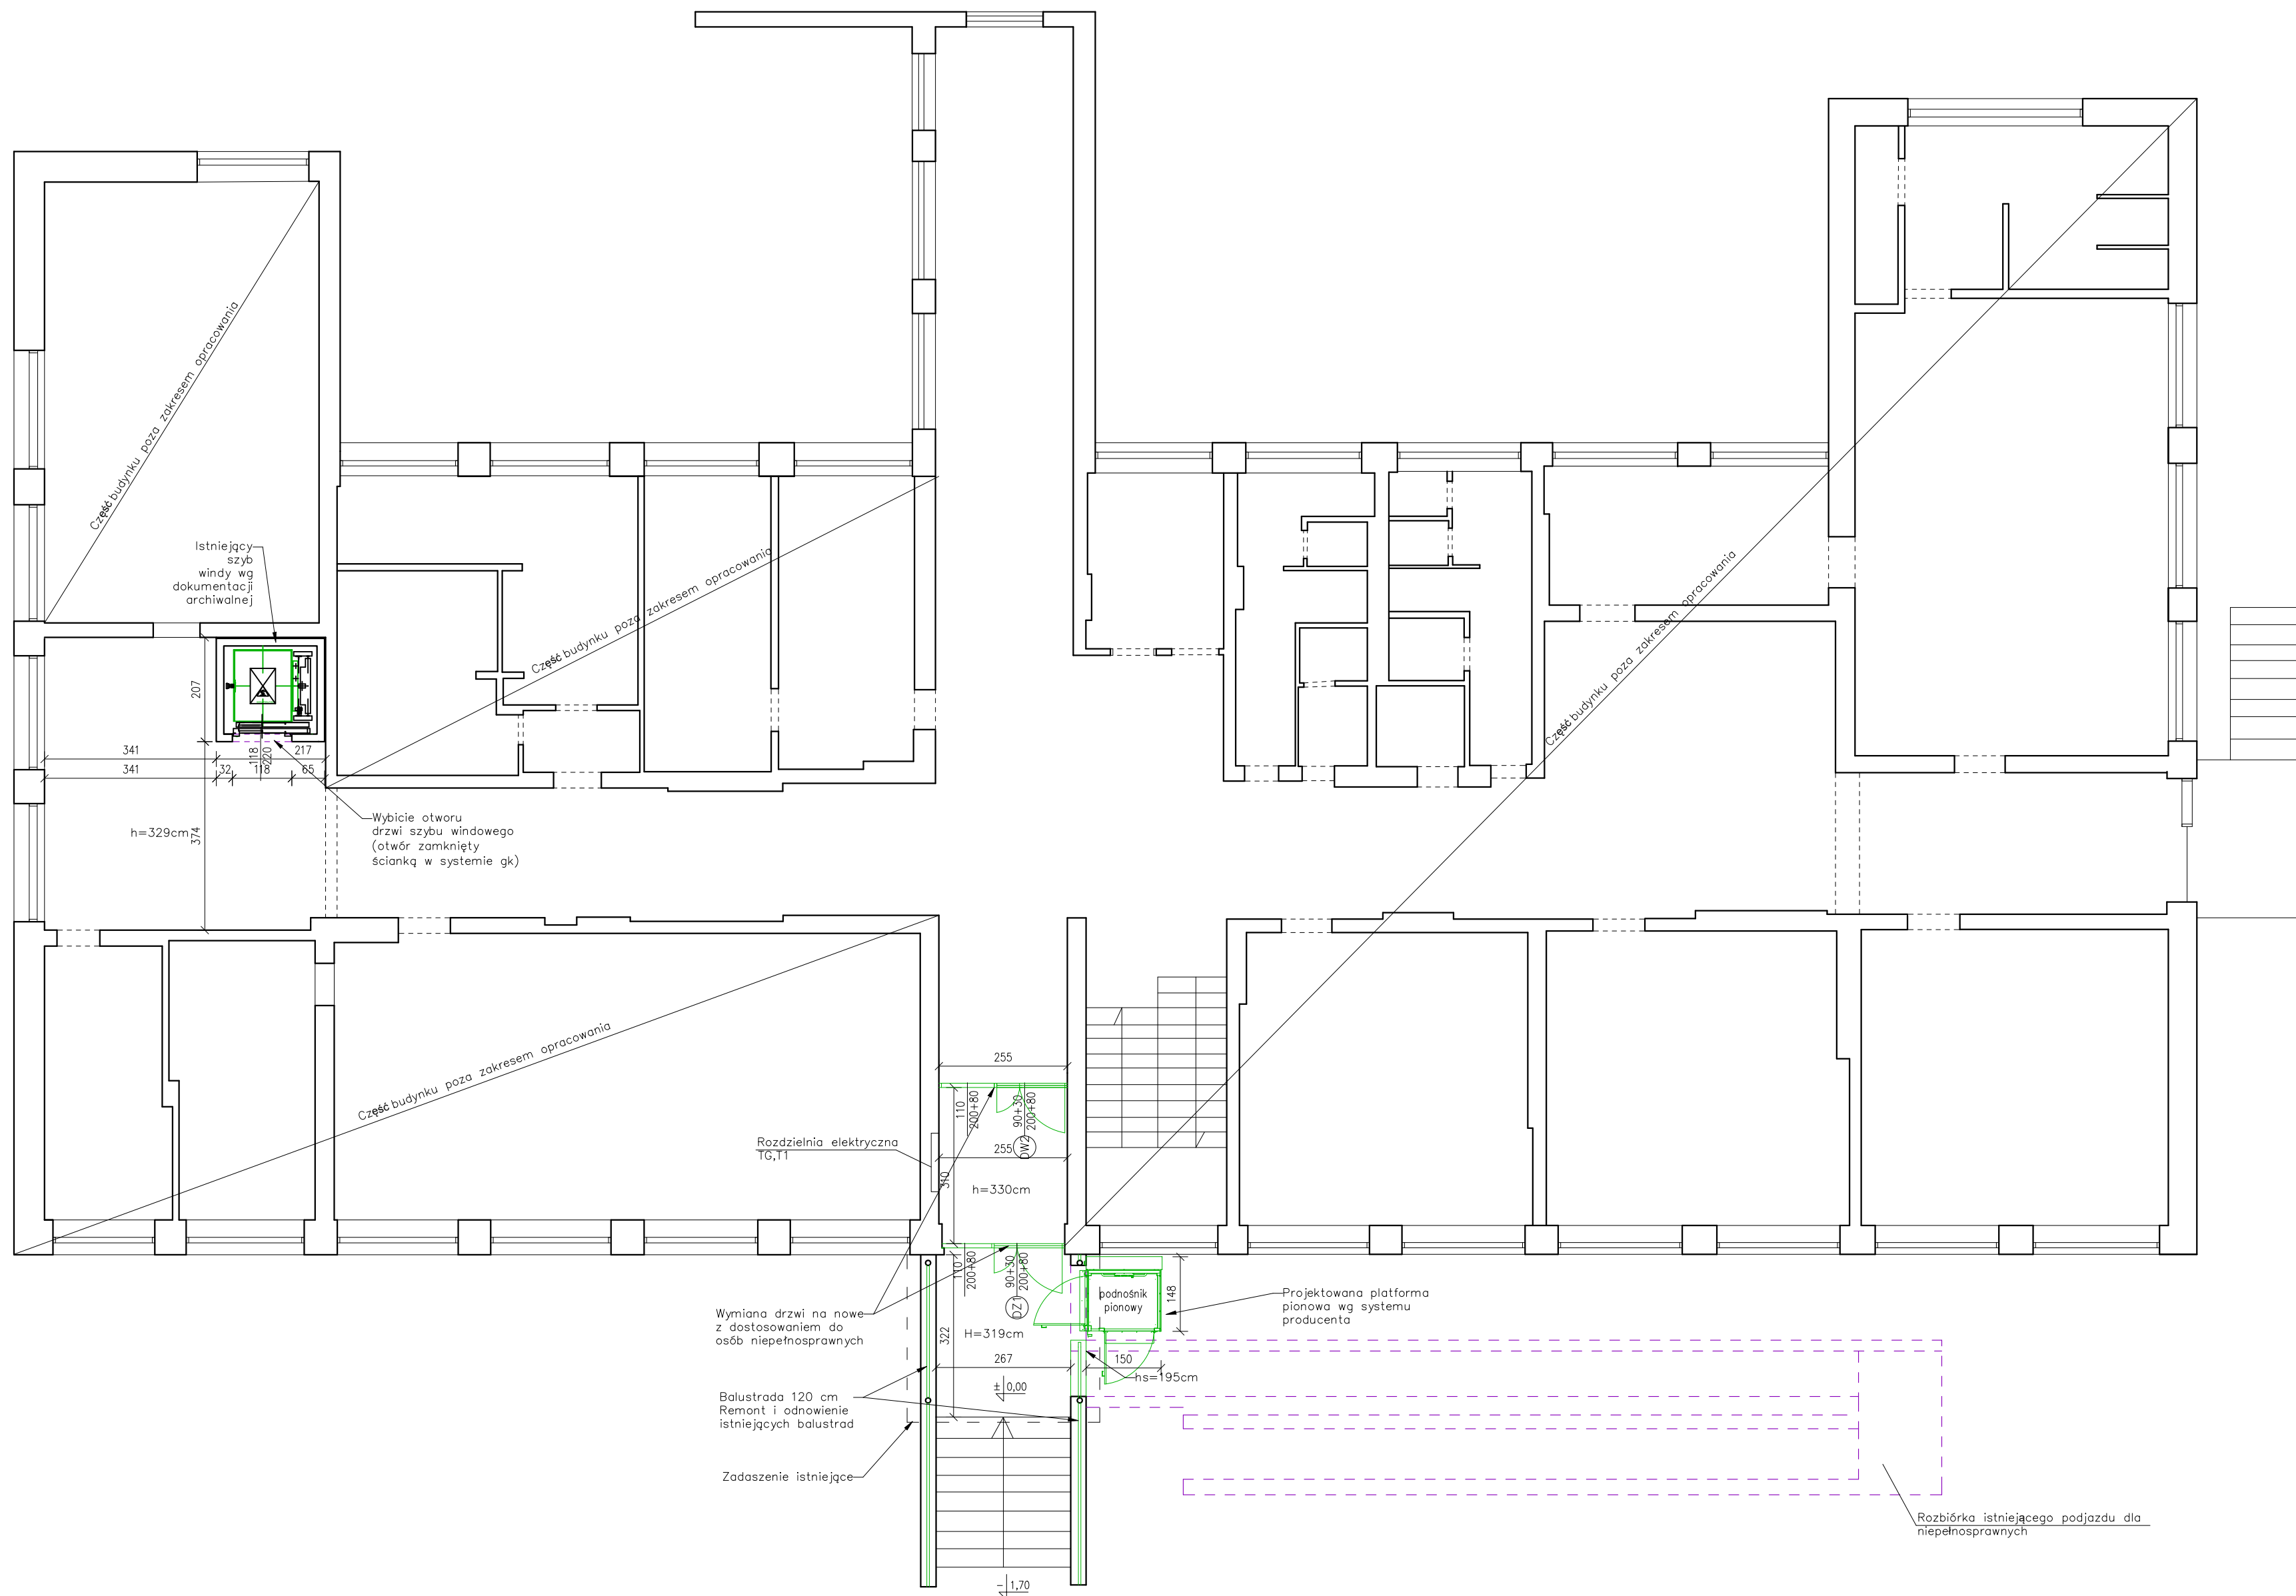 Część budynku poza zakresem opracowania
Istniejący
szyb
windy wg
dokumentacji
archiwalnej
207
341
118
220
217
341
32
118
65
h=329cm
374
Wybicie otworu
drzwi szybu windowego
(otwór zamknięty
ścianką w systemie gk)
Część budynku poza zakresem opracowania
Część budynku poza zakresem opracowania
Część budynku poza zakresem opracowania
255
110
200+80
90+30
200+80
DW2
Rozdzielnia elektryczna
TG,T1
255
310
h=330cm
110
200+80
90+30
200+80
DZ1
podnośnik
pionowy
148
Projektowana platforma
pionowa wg systemu
producenta
Wymiana drzwi na nowe
z dostosowaniem do
osób niepełnosprawnych
322
H=319cm
267
150
hs=195cm
± 0,00
Balustrada 120 cm
Remont i odnowienie
istniejących balustrad
Zadaszenie istniejące
Rozbiórka istniejącego podjazdu dla
niepełnosprawnych
- 1,70